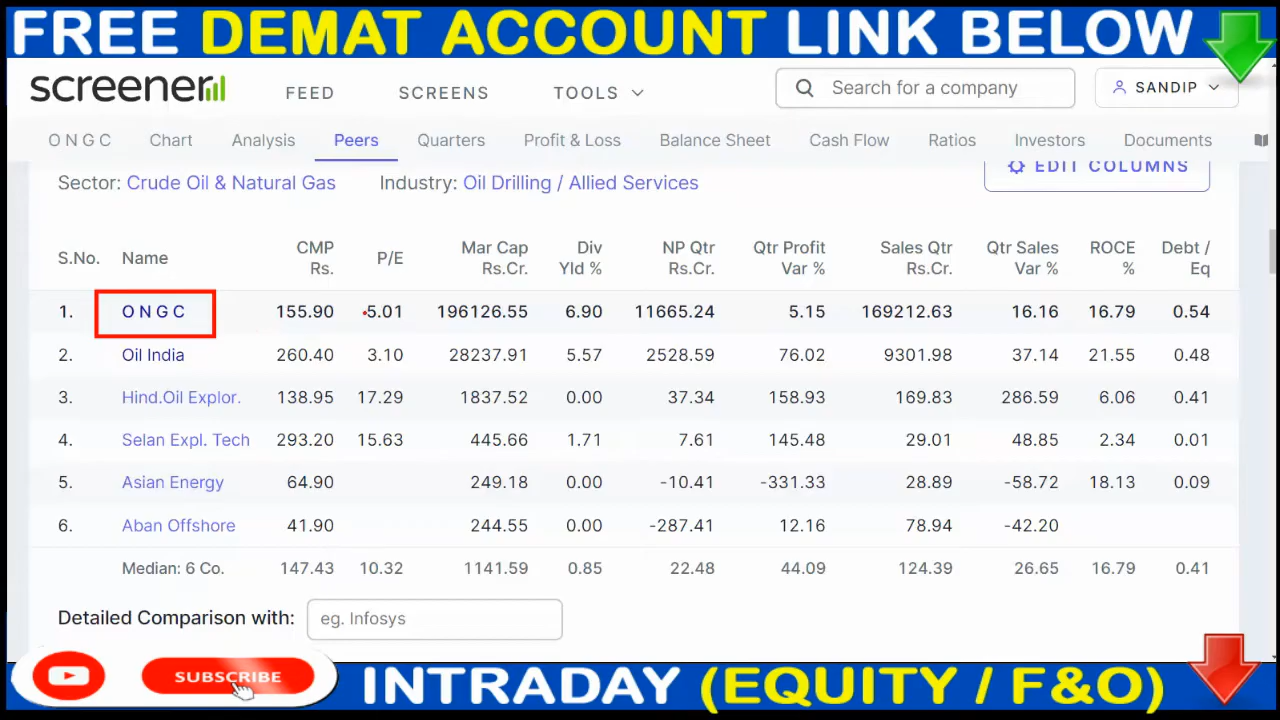 FREE DEMAT ACCOUNT LINK BELOW
screener FEED SCREENS TOOLS Search for a company SANDIP
O N G C Chart Analysis Peers Quarters Profit & Loss Balance Sheet Cash Flow Ratios Investors Documents
Sector: Crude Oil & Natural Gas Industry: Oil Drilling / Allied Services EDIT COLUMNS
S.No. Name CMP Rs. P/E Mar Cap Rs.Cr. Div Yld % NP Qtr Rs.Cr. Qtr Profit Var % Sales Qtr Rs.Cr. Qtr Sales Var % ROCE % Debt / Eq
1. O N G C 155.90 5.01 196126.55 6.90 11665.24 5.15 169212.63 16.16 16.79 0.54
2. Oil India 260.40 3.10 28237.91 5.57 2528.59 76.02 9301.98 37.14 21.55 0.48
3. Hind.Oil Explor. 138.95 17.29 1837.52 0.00 37.34 158.93 169.83 286.59 6.06 0.41
4. Selan Expl. Tech 293.20 15.63 445.66 1.71 7.61 145.48 29.01 48.85 2.34 0.01
5. Asian Energy 64.90 249.18 0.00 -10.41 -331.33 28.89 -58.72 18.13 0.09
6. Aban Offshore 41.90 244.55 0.00 -287.41 12.16 78.94 -42.20
Median: 6 Co. 147.43 10.32 1141.59 0.85 22.48 44.09 124.39 26.65 16.79 0.41
Detailed Comparison with: eg. Infosys
SUBSCRIBE INTRADAY (EQUITY / F&O)